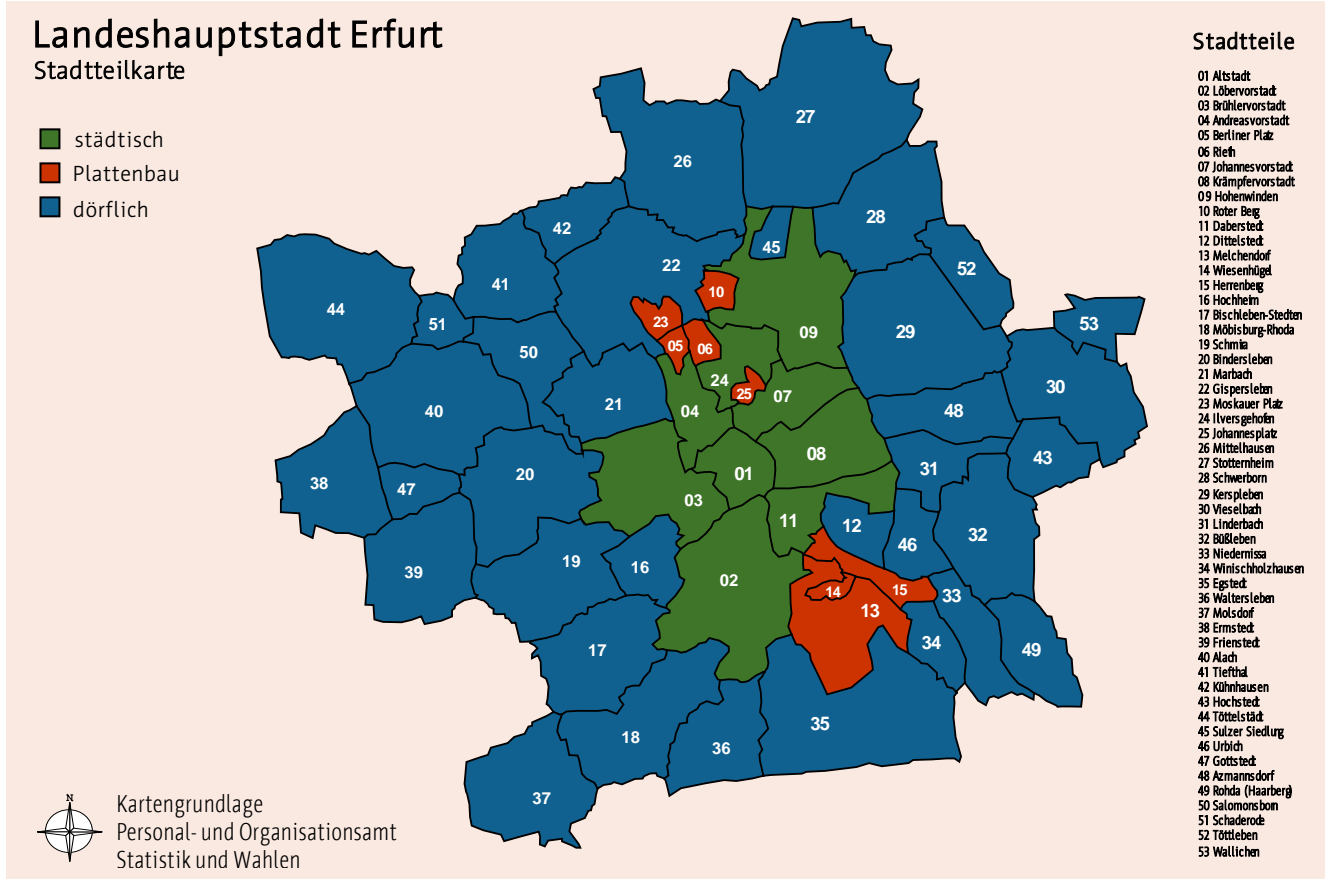 Landeshauptstadt Erfurt
Stadtteilkarte
städtisch
Plattenbau
dörflich
Stadtteile
01 Altstadt
02 Löbervorstadt
03 Brühlervorstadt
04 Andreasvorstadt
05 Berliner Platz
06 Rieth
07 Johannesvorstadt
08 Krämpfervorstadt
09 Hohenwinden
10 Roter Berg
11 Daberstedt
12 Dittelstedt
13 Melchendorf
14 Wiesenhügel
15 Herrenberg
16 Hochheim
17 Bischleben-Stedten
18 Möbisburg-Rhoda
19 Schmira
20 Bindersleben
21 Marbach
22 Gispersleben
23 Moskauer Platz
24 Ilversgehofen
25 Johannesplatz
26 Mittelhausen
27 Stotternheim
28 Schwerborn
29 Kerspleben
30 Vieselbach
31 Linderbach
32 Büßleben
33 Niedernissa
34 Winischholzhausen
35 Egstedt
36 Waltersleben
37 Molsdorf
38 Ermstedt
39 Frienstedt
40 Alach
41 Tiefthal
42 Kühnhausen
43 Hochstedt
44 Töttelstädt
45 Sulzer Siedlung
46 Urbich
47 Gottstedt
48 Azmannsdorf
49 Rohda (Haarberg)
50 Salomonsborn
51 Schaderode
52 Töttleben
53 Wallichen
27
26
28
42
45
22
52
41
10
44
51
23
53
09
29
50
05
06
24
30
25
07
21
04
40
48
08
43
31
01
20
38
47
03
11
12
32
46
19
16
39
02
14
15
33
13
34
17
49
35
18
36
37
N
Kartengrundlage
Personal- und Organisationsamt
Statistik und Wahlen